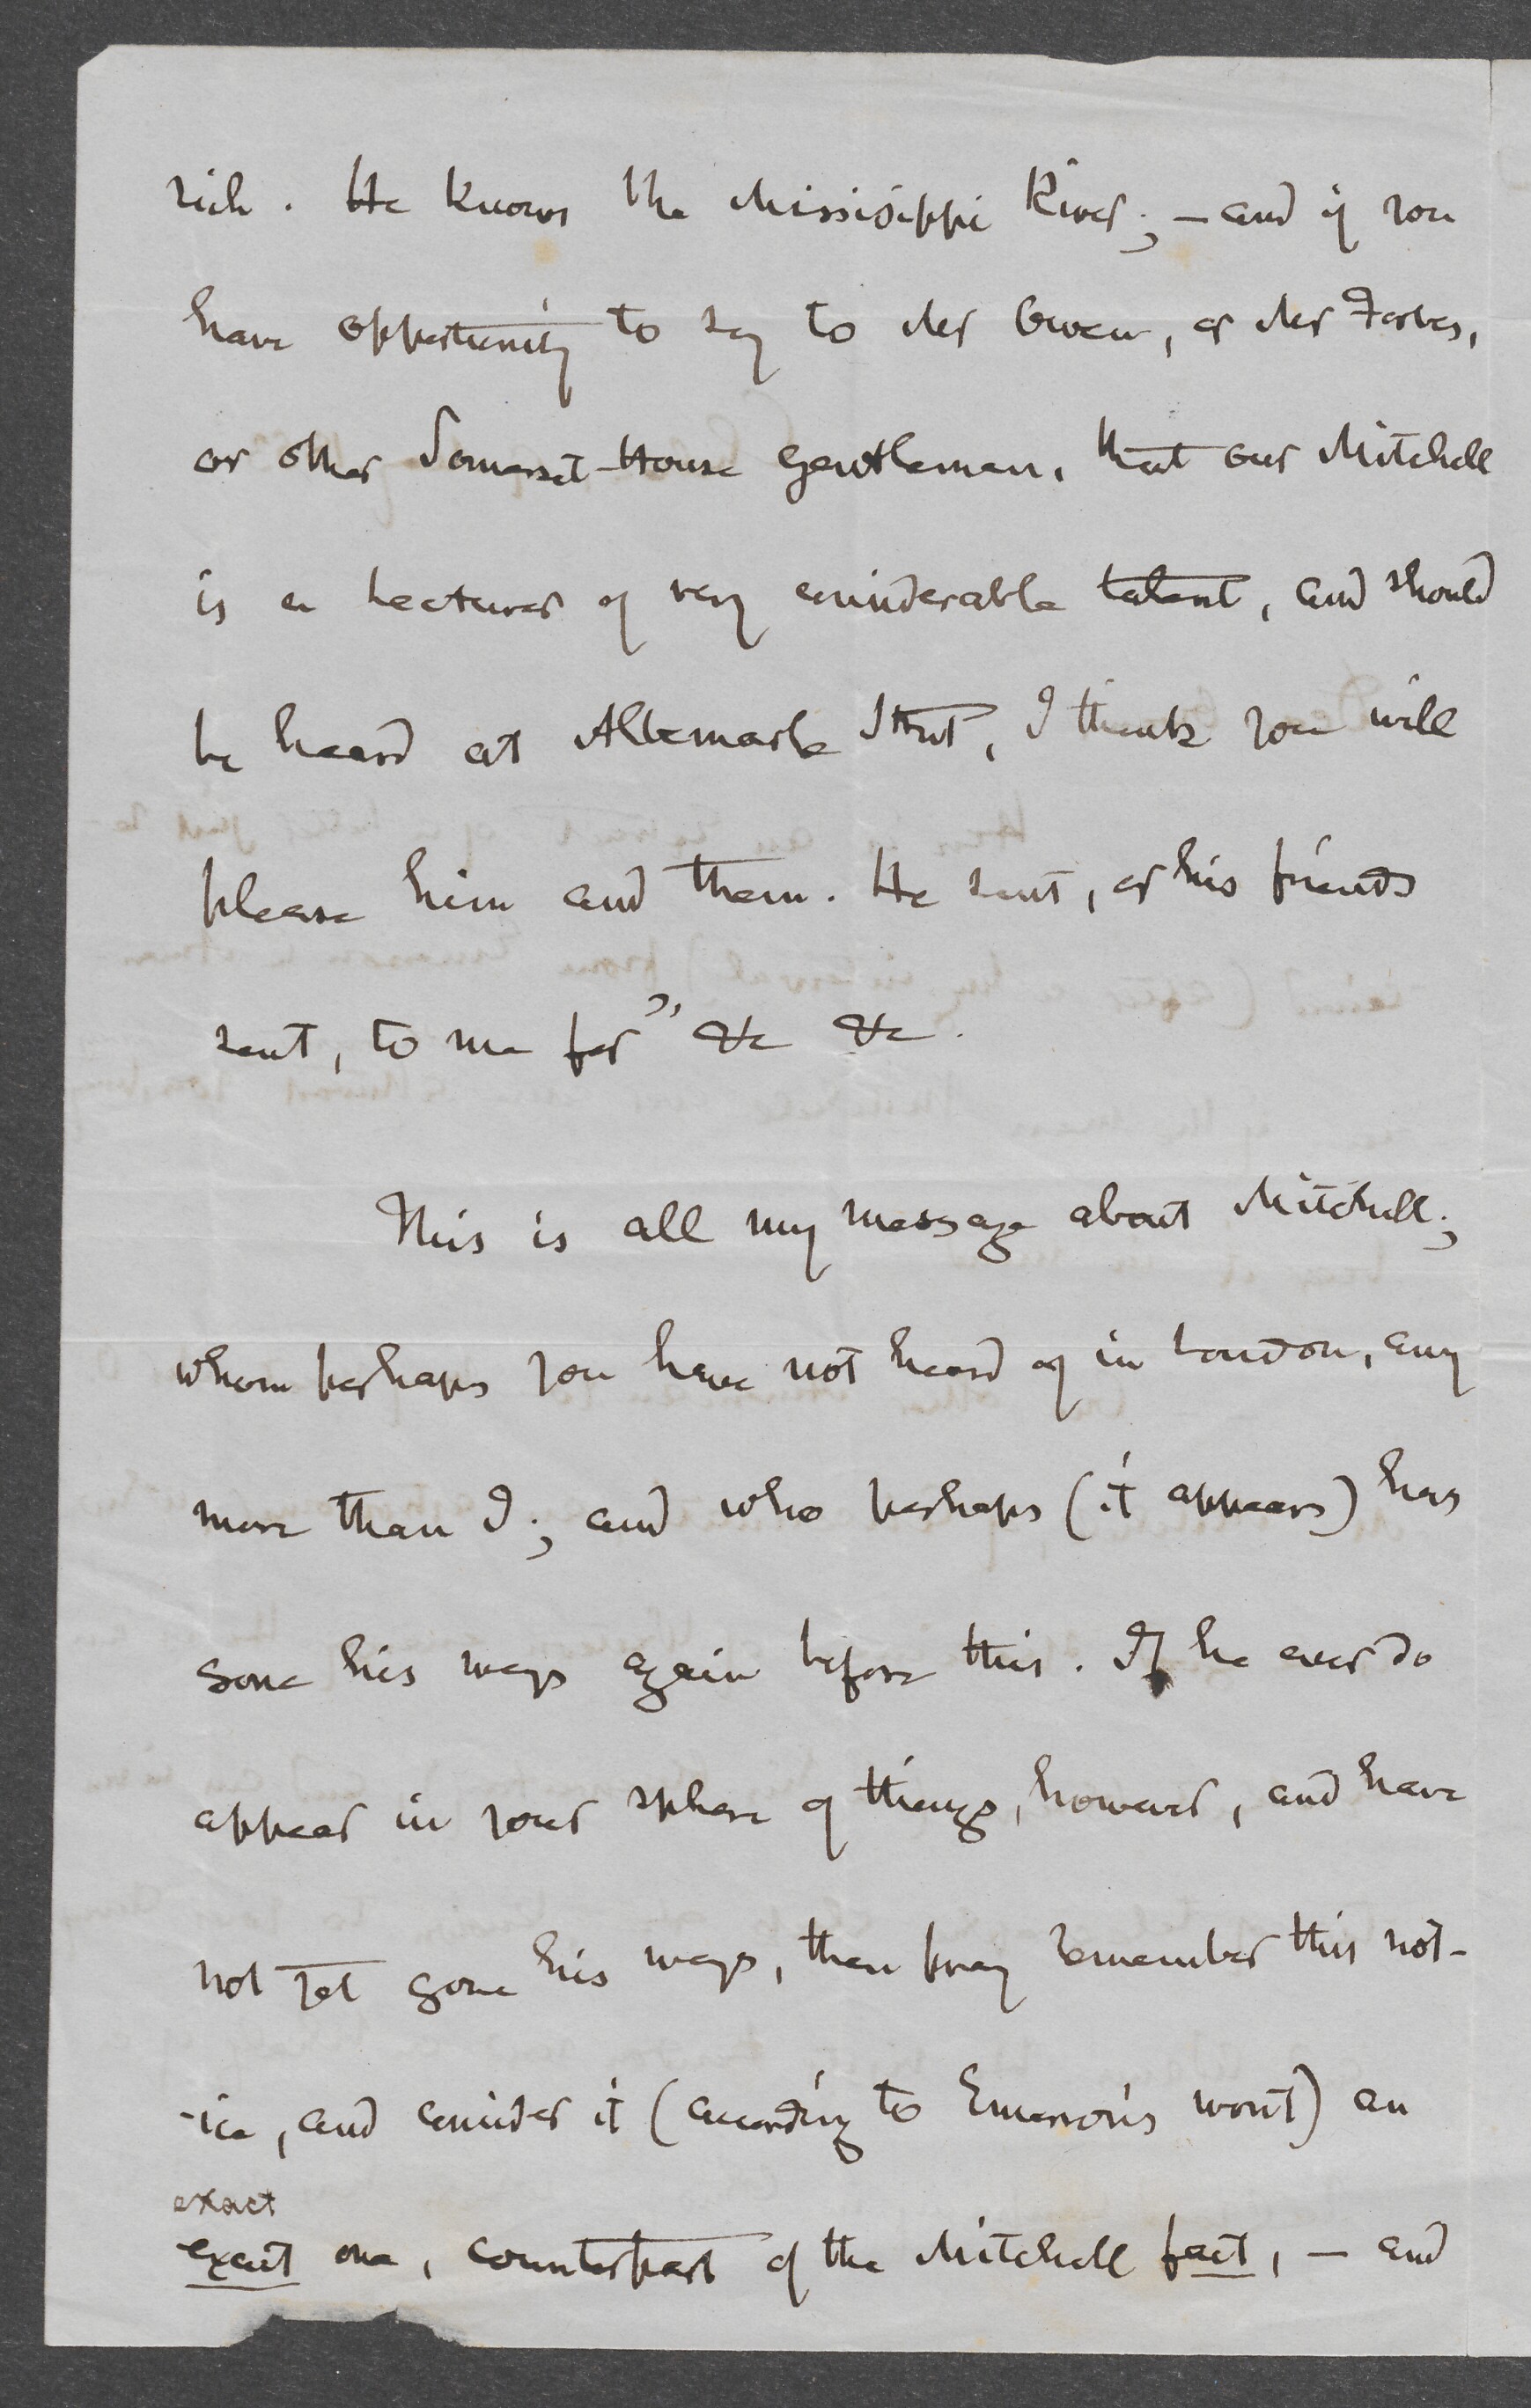 rich. He knows the Missisippi River; — and if you
have opportunity to say to Mr Owen, or Mr Forbes,
or other Somerset-House gentleman, that our Mitchell
is a Lecturer of very considerable talent, and should
be heard at Albemarle Street, I think you will
please him and them. He sent, or his friends
sent, to me for" &c &c.
This is all my message about Mitchell;
whom perhaps you have not heard of in London, any
more than I; and who perhaps (it appears) has
gone his ways again before this. If he ever do
appear in your sphere of things, however, and have
not yet gone his ways, then pray remember this not-
-ice, and consider it (according to Emerson's wont) an
exact
exact one, counterpart of the Mitchell fact, — and